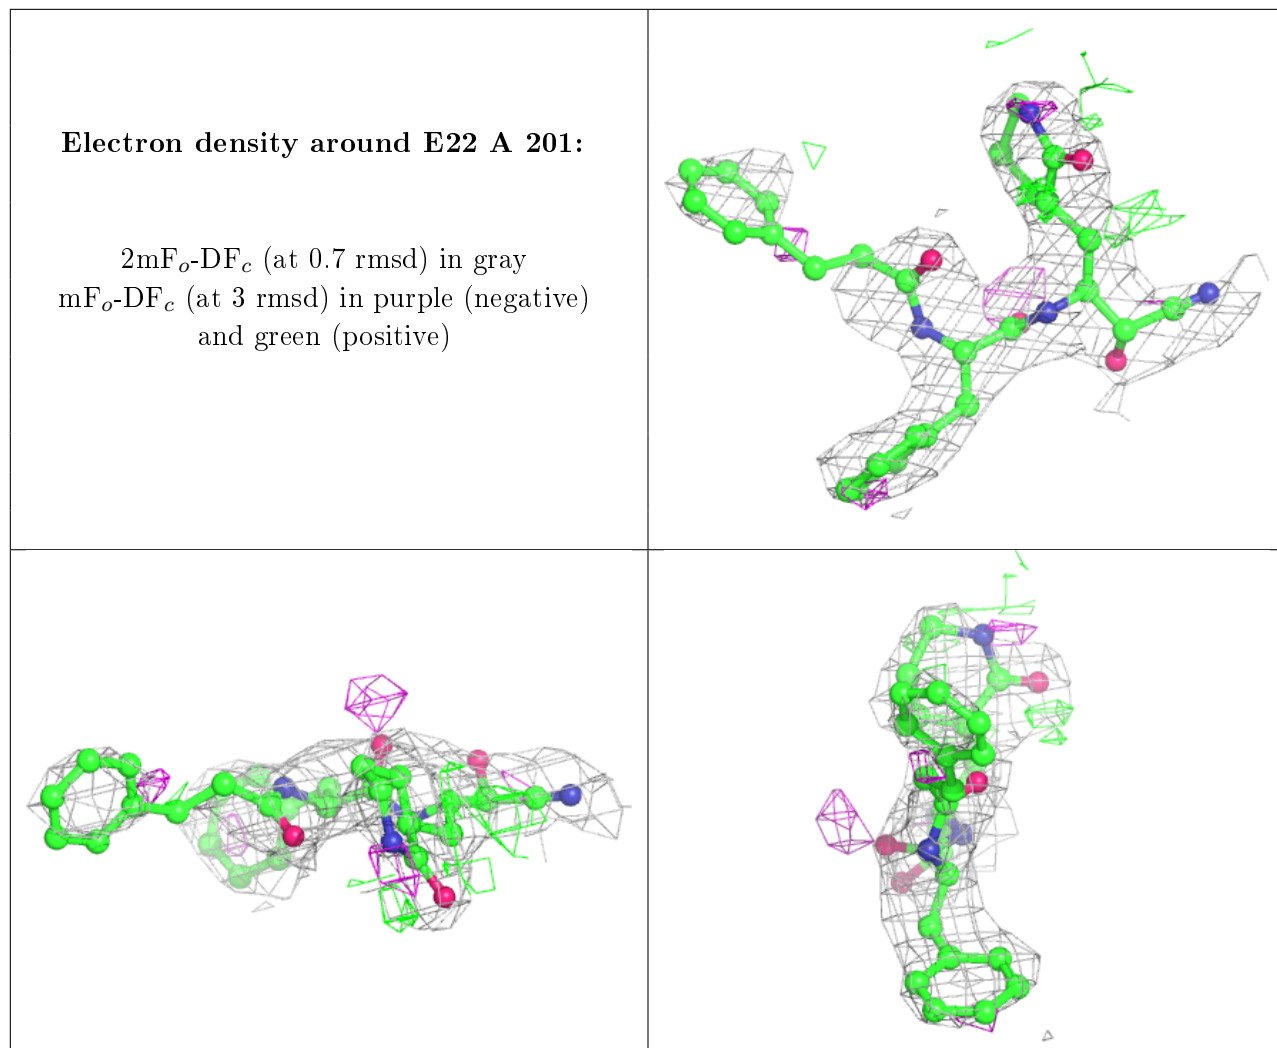 Electron density around E22 A 201:
2mFₒ-DF𝒸 (at 0.7 rmsd) in gray
mFₒ-DF𝒸 (at 3 rmsd) in purple (negative)
and green (positive)